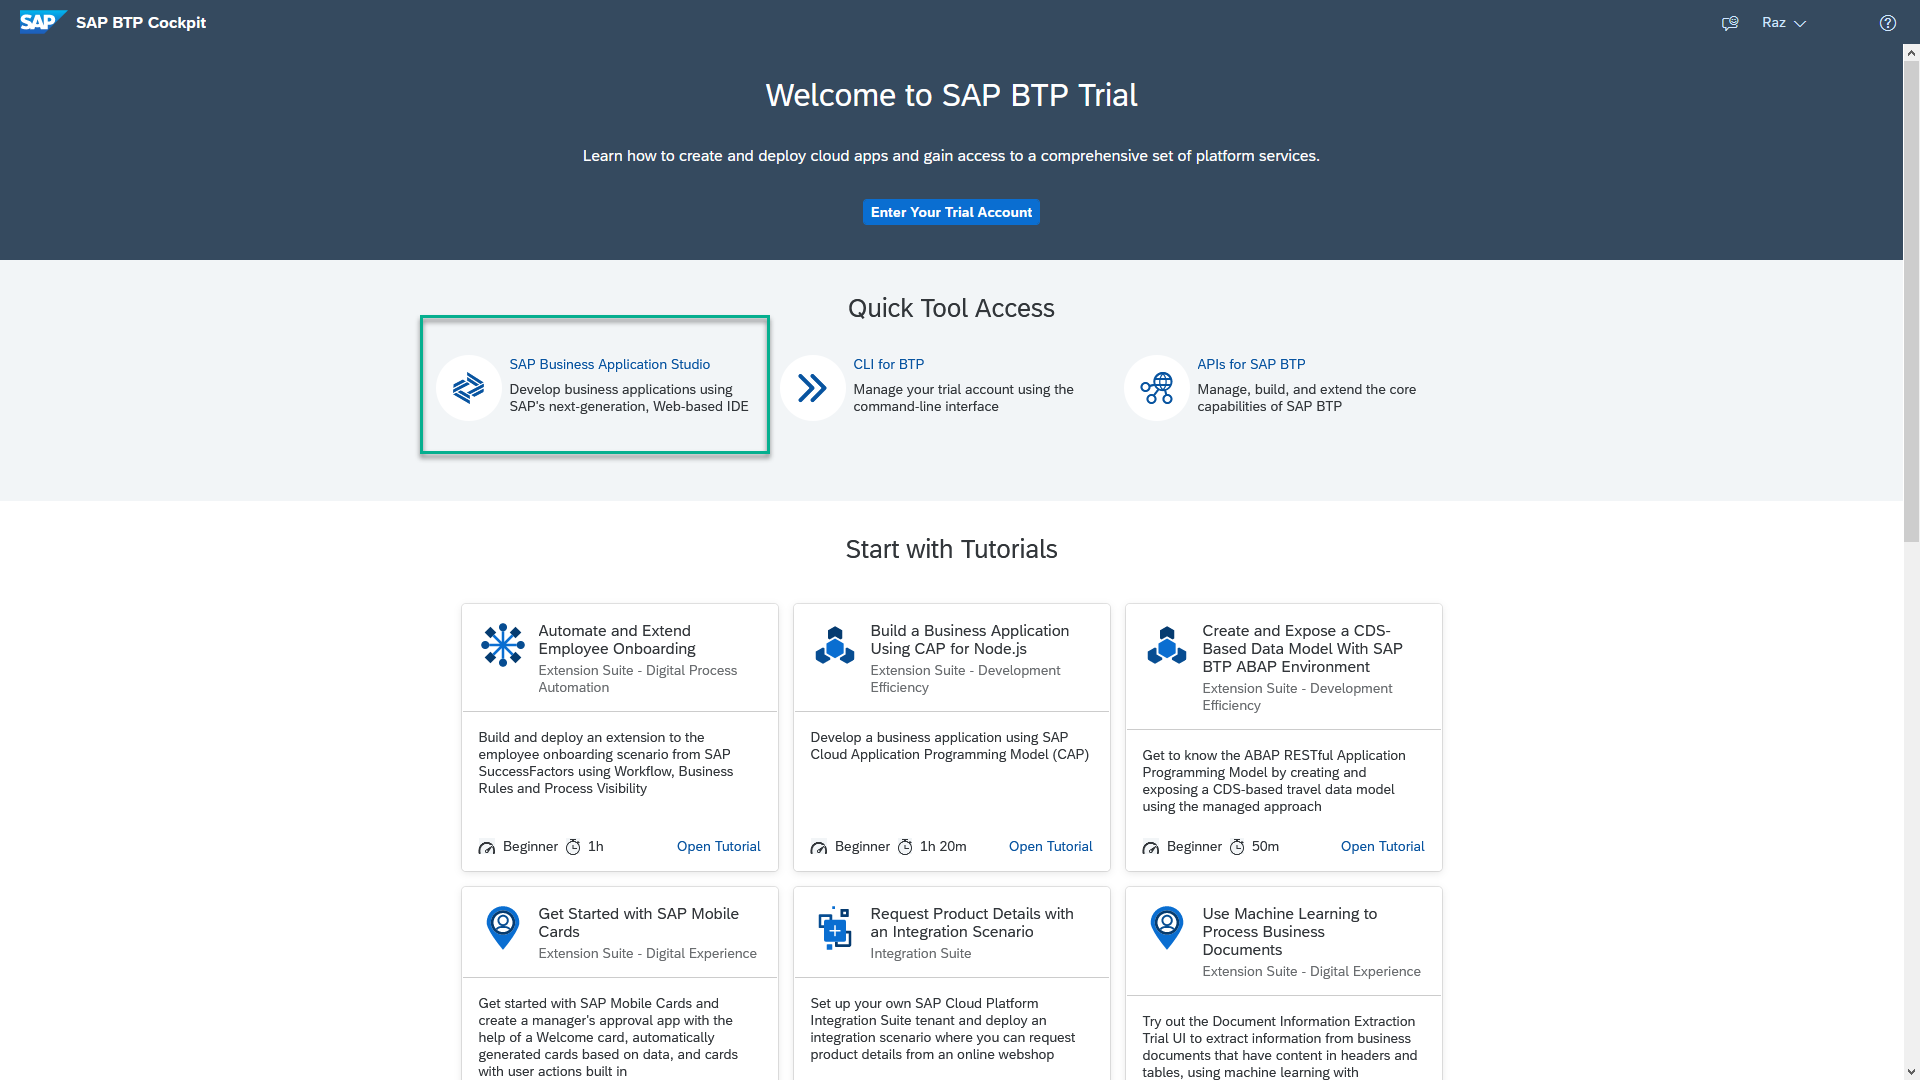 SAP SAP BTP Cockpit
Raz
Welcome to SAP BTP Trial
Learn how to create and deploy cloud apps and gain access to a comprehensive set of platform services.
Enter Your Trial Account
Quick Tool Access
SAP Business Application Studio
Develop business applications using
SAP's next-generation, Web-based IDE
CLI for BTP
Manage your trial account using the
command-line interface
APIs for SAP BTP
Manage, build, and extend the core
capabilities of SAP BTP
Start with Tutorials
Automate and Extend
Employee Onboarding
Extension Suite - Digital Process
Automation
Build and deploy an extension to the
employee onboarding scenario from SAP
SuccessFactors using Workflow, Business
Rules and Process Visibility
Beginner 1h Open Tutorial
Build a Business Application
Using CAP for Node.js
Extension Suite - Development
Efficiency
Develop a business application using SAP
Cloud Application Programming Model (CAP)
Beginner 1h 20m Open Tutorial
Create and Expose a CDS-
Based Data Model With SAP
BTP ABAP Environment
Extension Suite - Development
Efficiency
Get to know the ABAP RESTful Application
Programming Model by creating and
exposing a CDS-based travel data model
using the managed approach
Beginner 50m Open Tutorial
Get Started with SAP Mobile
Cards
Extension Suite - Digital Experience
Get started with SAP Mobile Cards and
create a manager's approval app with the
help of a Welcome card, automatically
generated cards based on data, and cards
with user actions built in
Request Product Details with
an Integration Scenario
Integration Suite
Set up your own SAP Cloud Platform
Integration Suite tenant and deploy an
integration scenario where you can request
product details from an online webshop
Use Machine Learning to
Process Business
Documents
Extension Suite - Digital Experience
Try out the Document Information Extraction
Trial UI to extract information from business
documents that have content in headers and
tables, using machine learning with